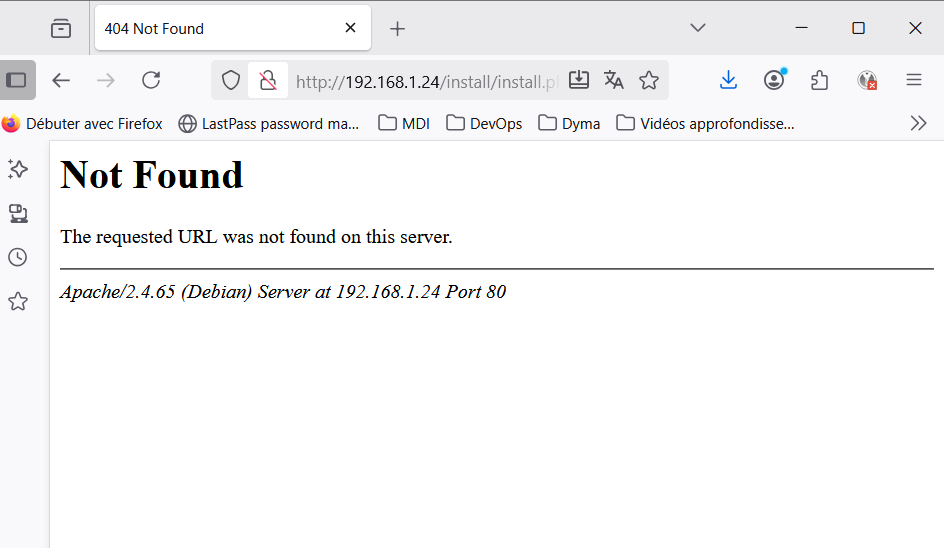 404 Not Found
http://192.168.1.24/install/install.p
Débuter avec Firefox LastPass password ma... MDI DevOps Dyma Vidéos approfondisse...
Not Found
The requested URL was not found on this server.
Apache/2.4.65 (Debian) Server at 192.168.1.24 Port 80